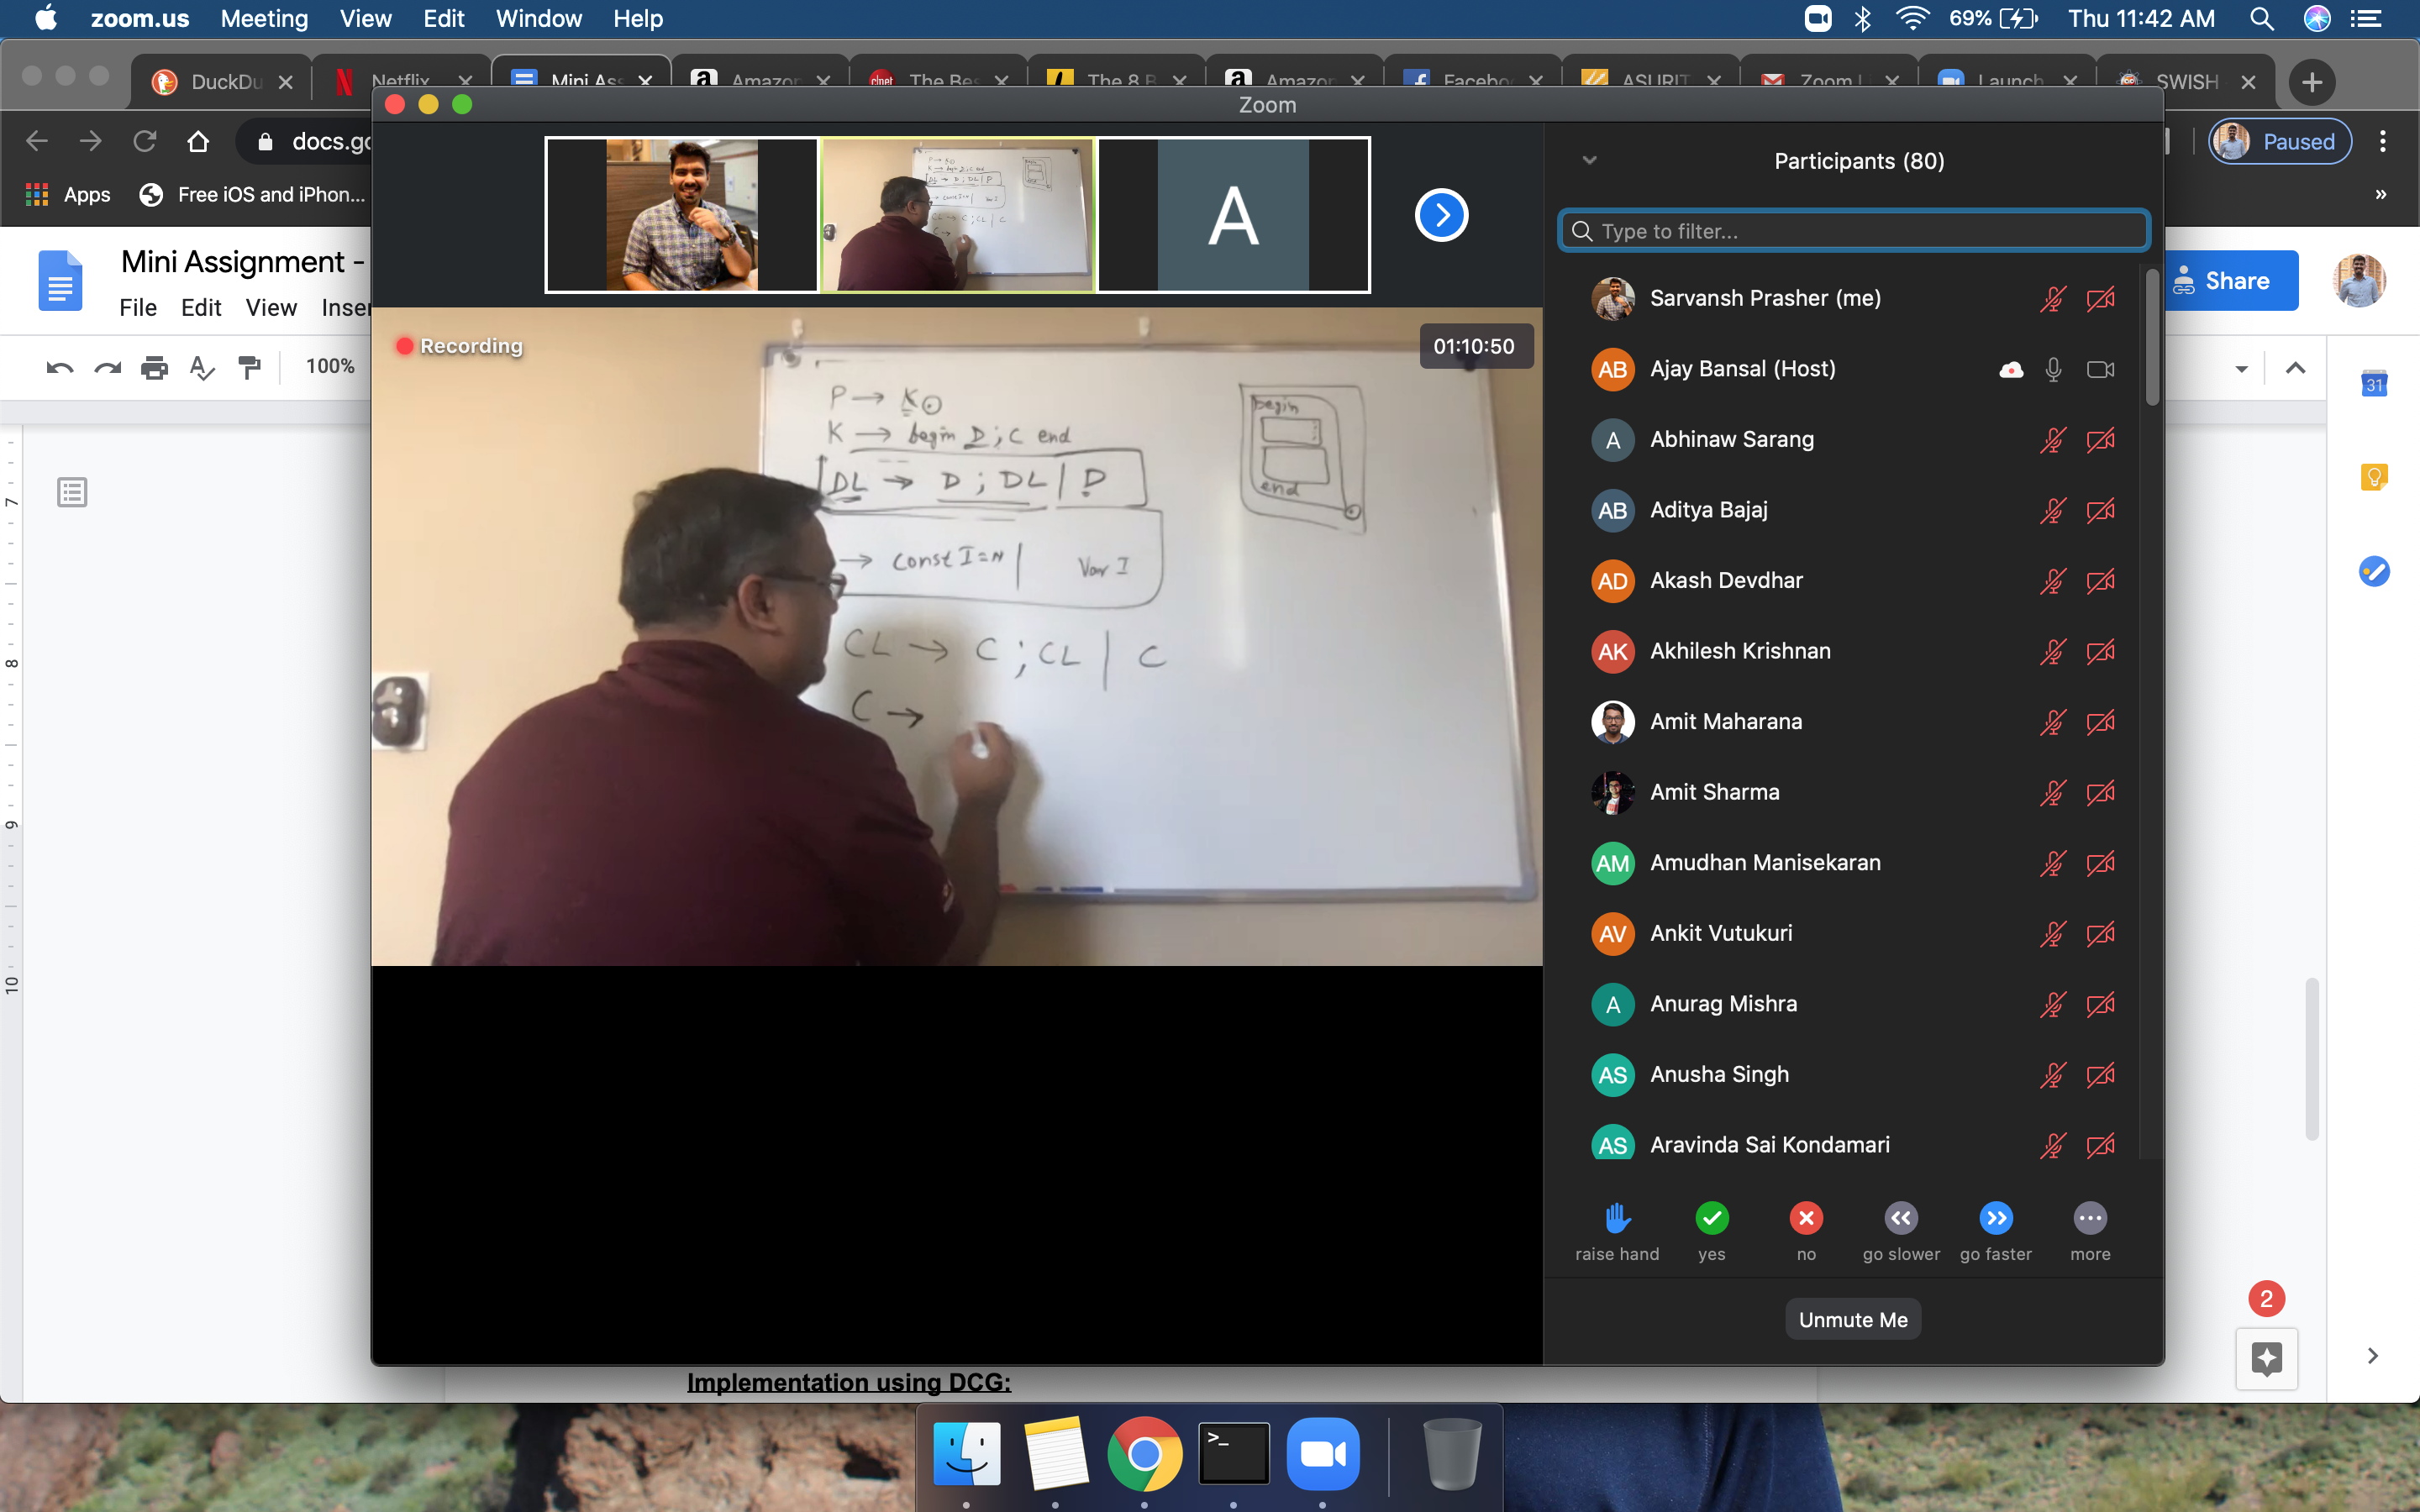 zoom.us Meeting View Edit Window Help 69% Thu 11:42 AM
DuckDu Netflix Mini Ass Amazon The Bes The 8 B Amazon Faceboo ASURIT Zoom Launch SWISH
Zoom
docs.go Paused
Apps Free iOS and iPhon... »
Mini Assignment -
File Edit View Inser
Share
100%
31
7
8
9
10
A
Recording 01:10:50
P → K.
K → begin D; C end
DL → D ; DL | D
→ const I = N | Var I
CL → C ; CL | C
C →
begin
end
Participants (80)
Type to filter...
Sarvansh Prasher (me)
AB Ajay Bansal (Host)
A Abhinaw Sarang
AB Aditya Bajaj
AD Akash Devdhar
AK Akhilesh Krishnan
Amit Maharana
Amit Sharma
AM Amudhan Manisekaran
AV Ankit Vutukuri
A Anurag Mishra
AS Anusha Singh
AS Aravinda Sai Kondamari
raise hand yes no go slower go faster more
Unmute Me
2
Implementation using DCG: